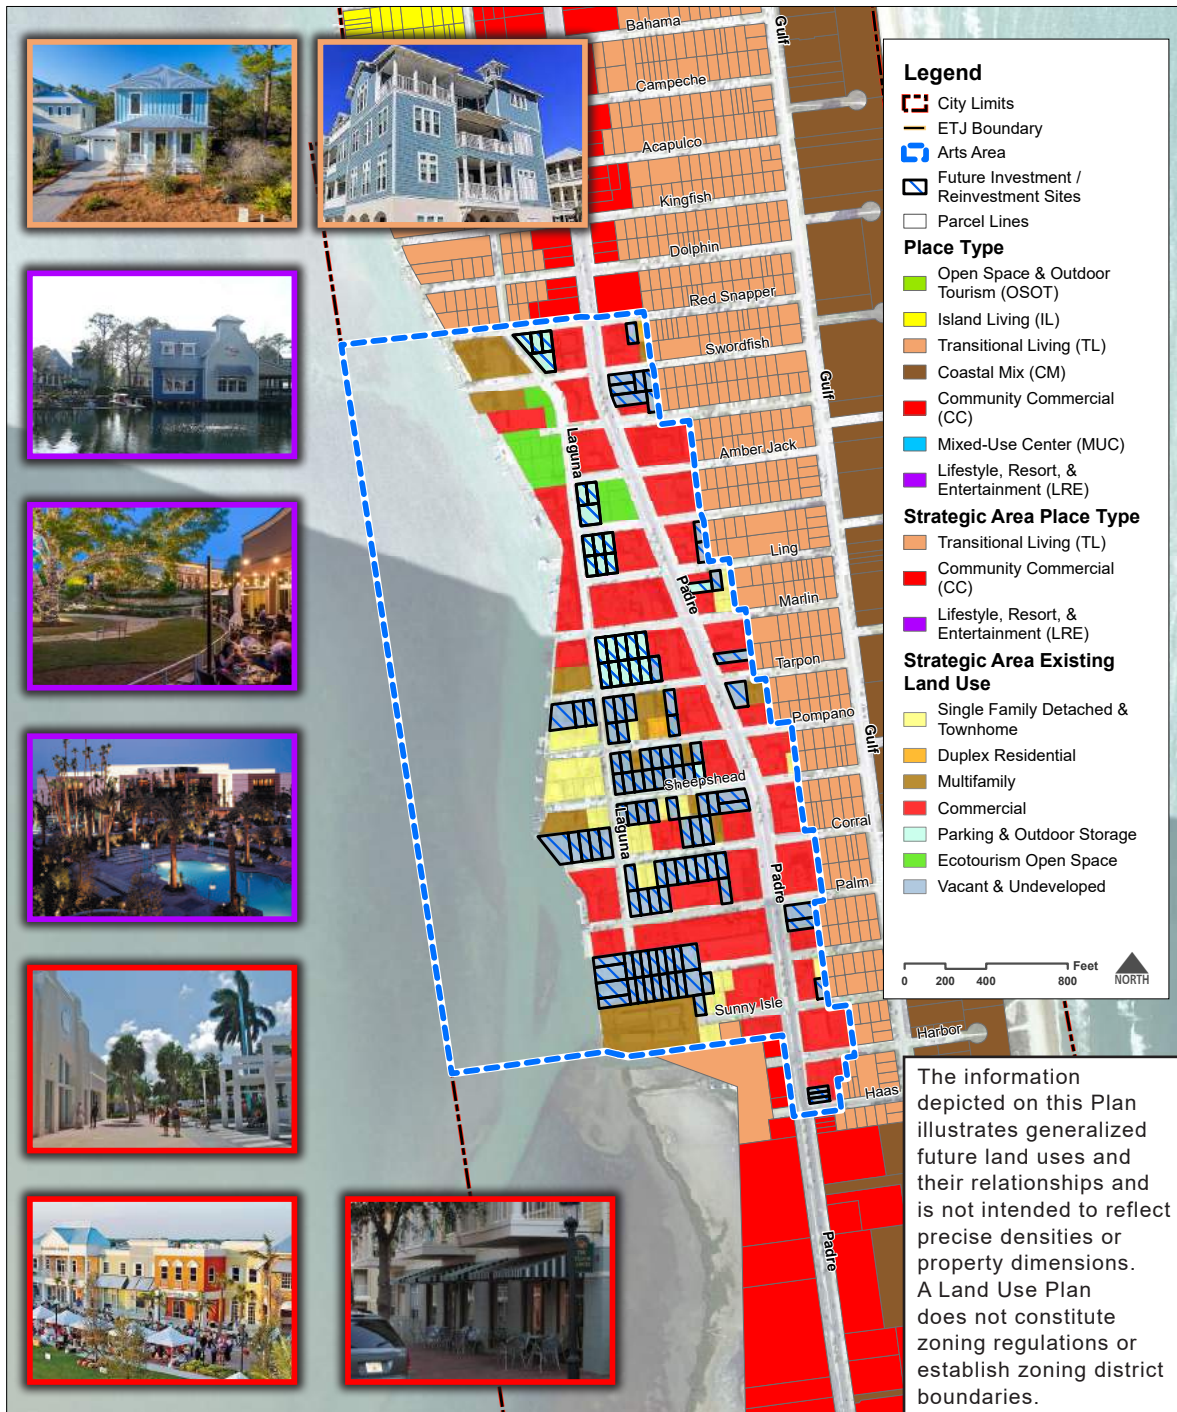 Bahama
Gulf
Campeche
Acapulco
Kingfish
Dolphin
Red Snapper
Swordfish
Gulf
Laguna
Amber Jack
Ling
Padre
Marlin
Tarpon
Pompano
Gulf
Sheepshead
Laguna
Corral
Padre
Palm
Sunny Isle
Harbor
Haas
Padre
Legend
City Limits
ETJ Boundary
Arts Area
Future Investment /
Reinvestment Sites
Parcel Lines
Place Type
Open Space & Outdoor
Tourism (OSOT)
Island Living (IL)
Transitional Living (TL)
Coastal Mix (CM)
Community Commercial
(CC)
Mixed-Use Center (MUC)
Lifestyle, Resort, &
Entertainment (LRE)
Strategic Area Place Type
Transitional Living (TL)
Community Commercial
(CC)
Lifestyle, Resort, &
Entertainment (LRE)
Strategic Area Existing
Land Use
Single Family Detached &
Townhome
Duplex Residential
Multifamily
Commercial
Parking & Outdoor Storage
Ecotourism Open Space
Vacant & Undeveloped
Feet
0 200 400 800
NORTH
The information
depicted on this Plan
illustrates generalized
future land uses and
their relationships and
is not intended to reflect
precise densities or
property dimensions.
A Land Use Plan
does not constitute
zoning regulations or
establish zoning district
boundaries.